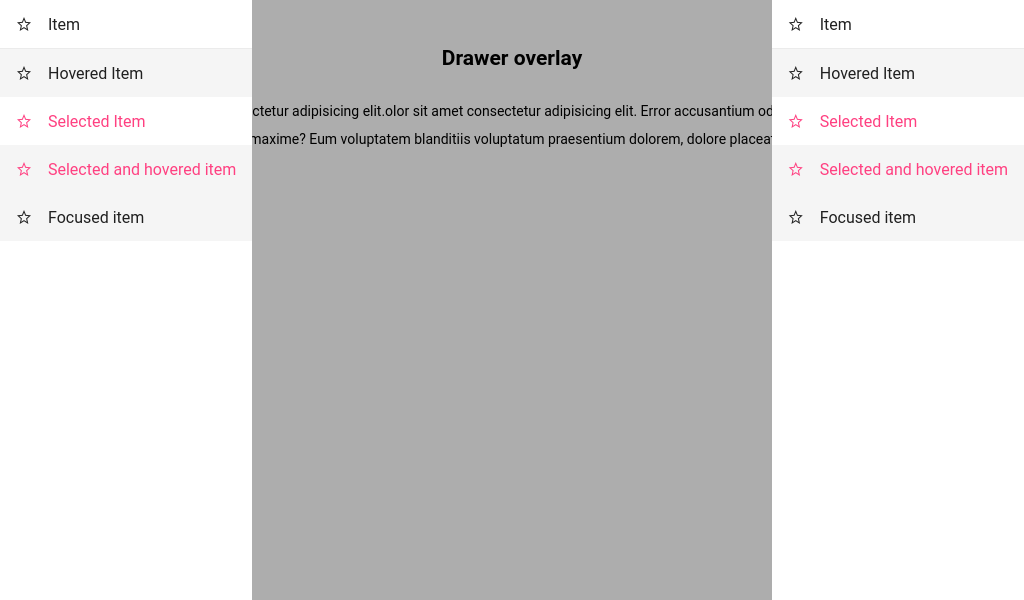 Item
Hovered Item
Selected Item
Selected and hovered item
Focused item
Drawer overlay
ctetur adipisicing elit.olor sit amet consectetur adipisicing elit. Error accusantium od
maxime? Eum voluptatem blanditiis voluptatum praesentium dolorem, dolore placeat
Item
Hovered Item
Selected Item
Selected and hovered item
Focused item